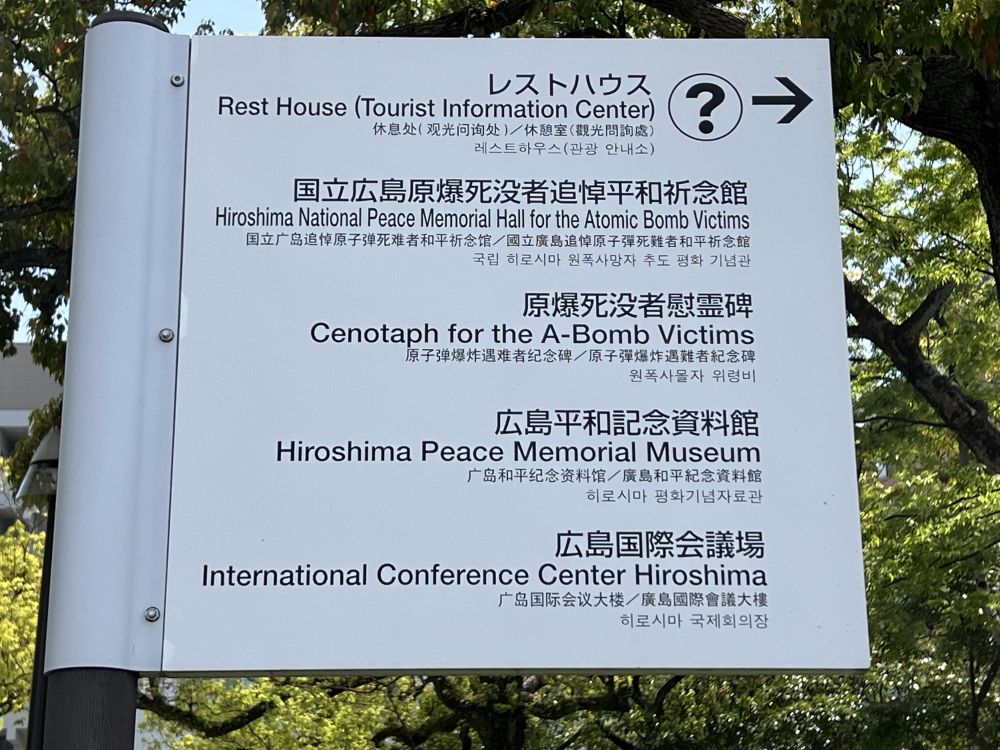 レストハウス
Rest House (Tourist Information Center)
休息处(观光问询处)／休憩室(觀光問詢處)
레스트하우스(관광 안내소)
?
国立広島原爆死没者追悼平和祈念館
Hiroshima National Peace Memorial Hall for the Atomic Bomb Victims
国立广岛追悼原子弹死难者和平祈念馆／國立廣島追悼原子彈死難者和平祈念館
국립 히로시마 원폭사망자 추도 평화 기념관
原爆死没者慰霊碑
Cenotaph for the A-Bomb Victims
原子弹爆炸遇难者纪念碑／原子彈爆炸遇難者紀念碑
원폭사몰자 위령비
広島平和記念資料館
Hiroshima Peace Memorial Museum
广岛和平纪念资料馆／廣島和平紀念資料館
히로시마 평화기념자료관
広島国際会議場
International Conference Center Hiroshima
广岛国际会议大楼／廣島國際會議大樓
히로시마 국제회의장